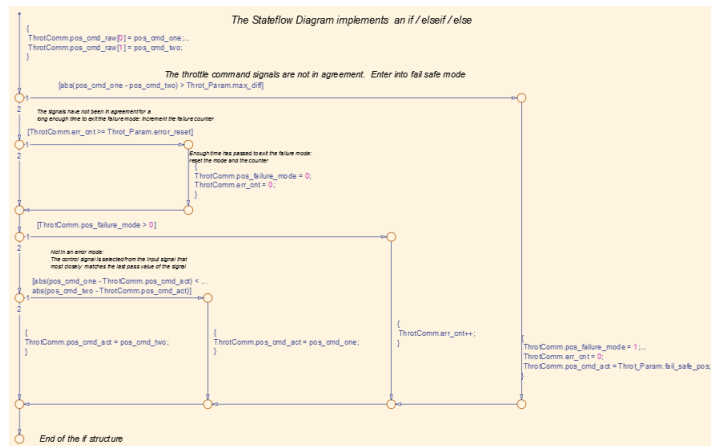 The Stateflow Diagram implements an if / elseif / else
{
ThrotComm.pos_cmd_raw[0] = pos_cmd_one;...
ThrotComm.pos_cmd_raw[1] = pos_cmd_two;
}
The throttle command signals are not in agreement. Enter into fail safe mode
[abs(pos_cmd_one - pos_cmd_two) > Throt_Param.max_diff]
1
2
The signals have not been in agreement for a
long enough time to exit the failure mode: increment the failure counter
[ThrotComm.err_cnt >= Throt_Param.error_reset]
1
2
Enough time has passed to exit the failure mode:
reset the mode and the counter
{
ThrotComm.pos_failure_mode = 0;
ThrotComm.err_cnt = 0;
}
[ThrotComm.pos_failure_mode > 0]
1
2
Not in an error mode:
The control signal is selected from the input signal that
most closely matches the last pass value of the signal
[abs(pos_cmd_one - ThrotComm.pos_cmd_act) < ...
abs(pos_cmd_two - ThrotComm.pos_cmd_act)]
1
2
{
ThrotComm.pos_cmd_act = pos_cmd_two;
}
{
ThrotComm.pos_cmd_act = pos_cmd_one;
}
{
ThrotComm.err_cnt++;
}
{
ThrotComm.pos_failure_mode = 1;...
ThrotComm.err_cnt = 0;
ThrotComm.pos_cmd_act = Throt_Param.fail_safe_pos;
}
End of the if structure